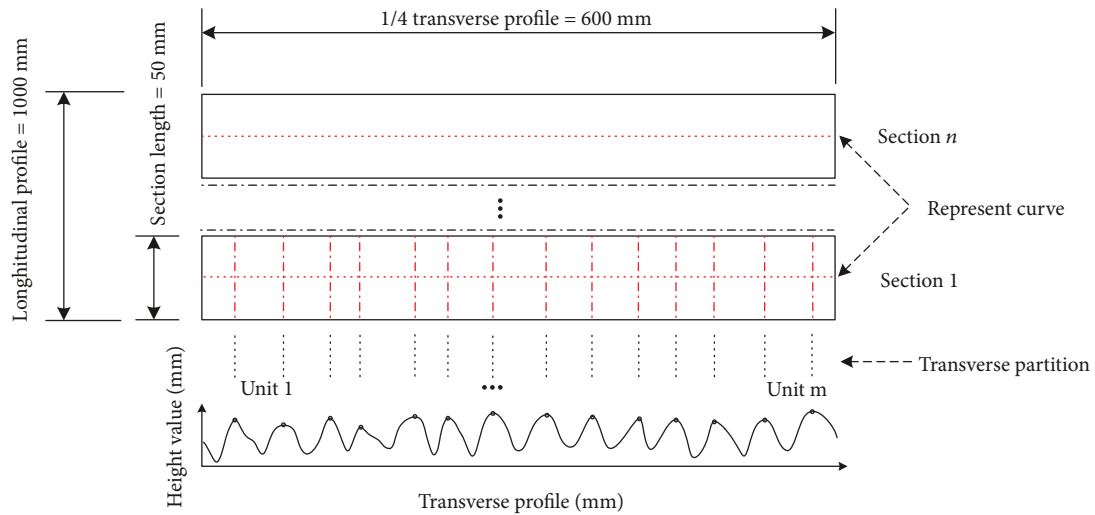 1/4 transverse profile = 600 mm
Longhitudinal profile = 1000 mm
Section length = 50 mm
Section n
Represent curve
Section 1
Transverse partition
Unit 1
Unit m
Height value (mm)
Transverse profile (mm)